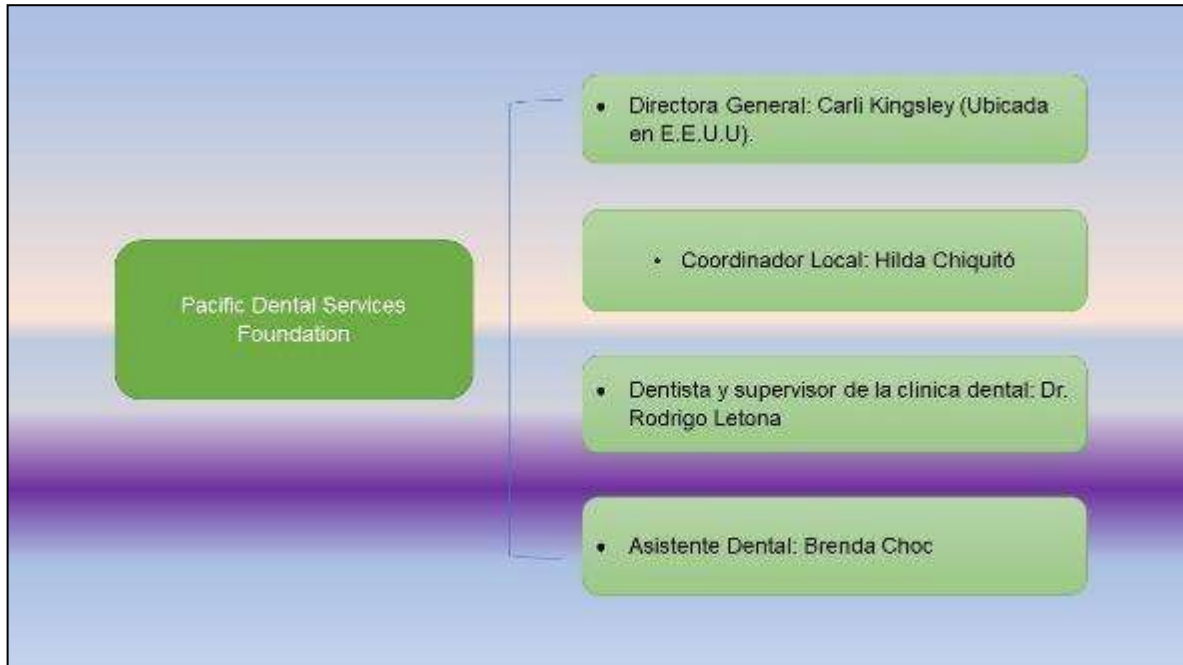 Pacific Dental Services
Foundation
• Directora General: Carli Kingsley (Ubicada
en E.E.U.U).
• Coordinador Local: Hilda Chiquitó
• Dentista y supervisor de la clínica dental: Dr.
Rodrigo Letona
• Asistente Dental: Brenda Choc